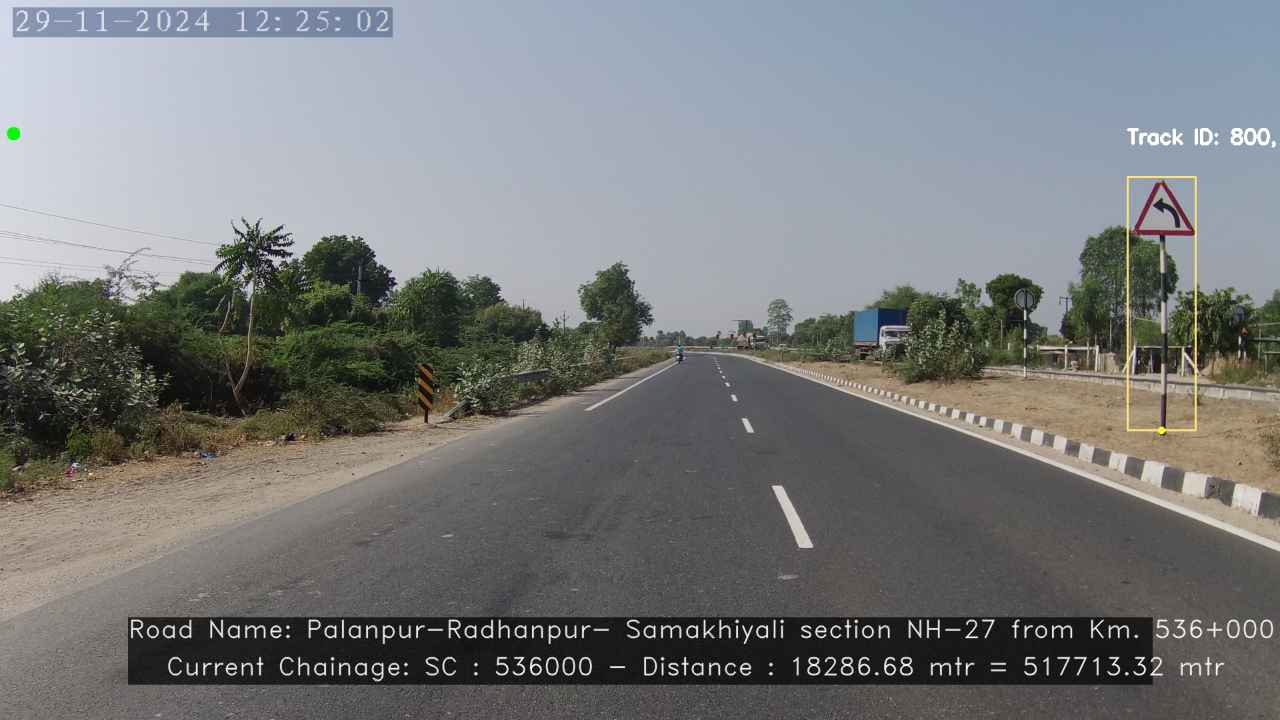 29-11-2024 12:25:02
Track ID: 800,
Road Name: Palanpur-Radhanpur- Samakhiyali section NH-27 from Km. 536+000
Current Chainage: SC : 536000 - Distance : 18286.68 mtr = 517713.32 mtr